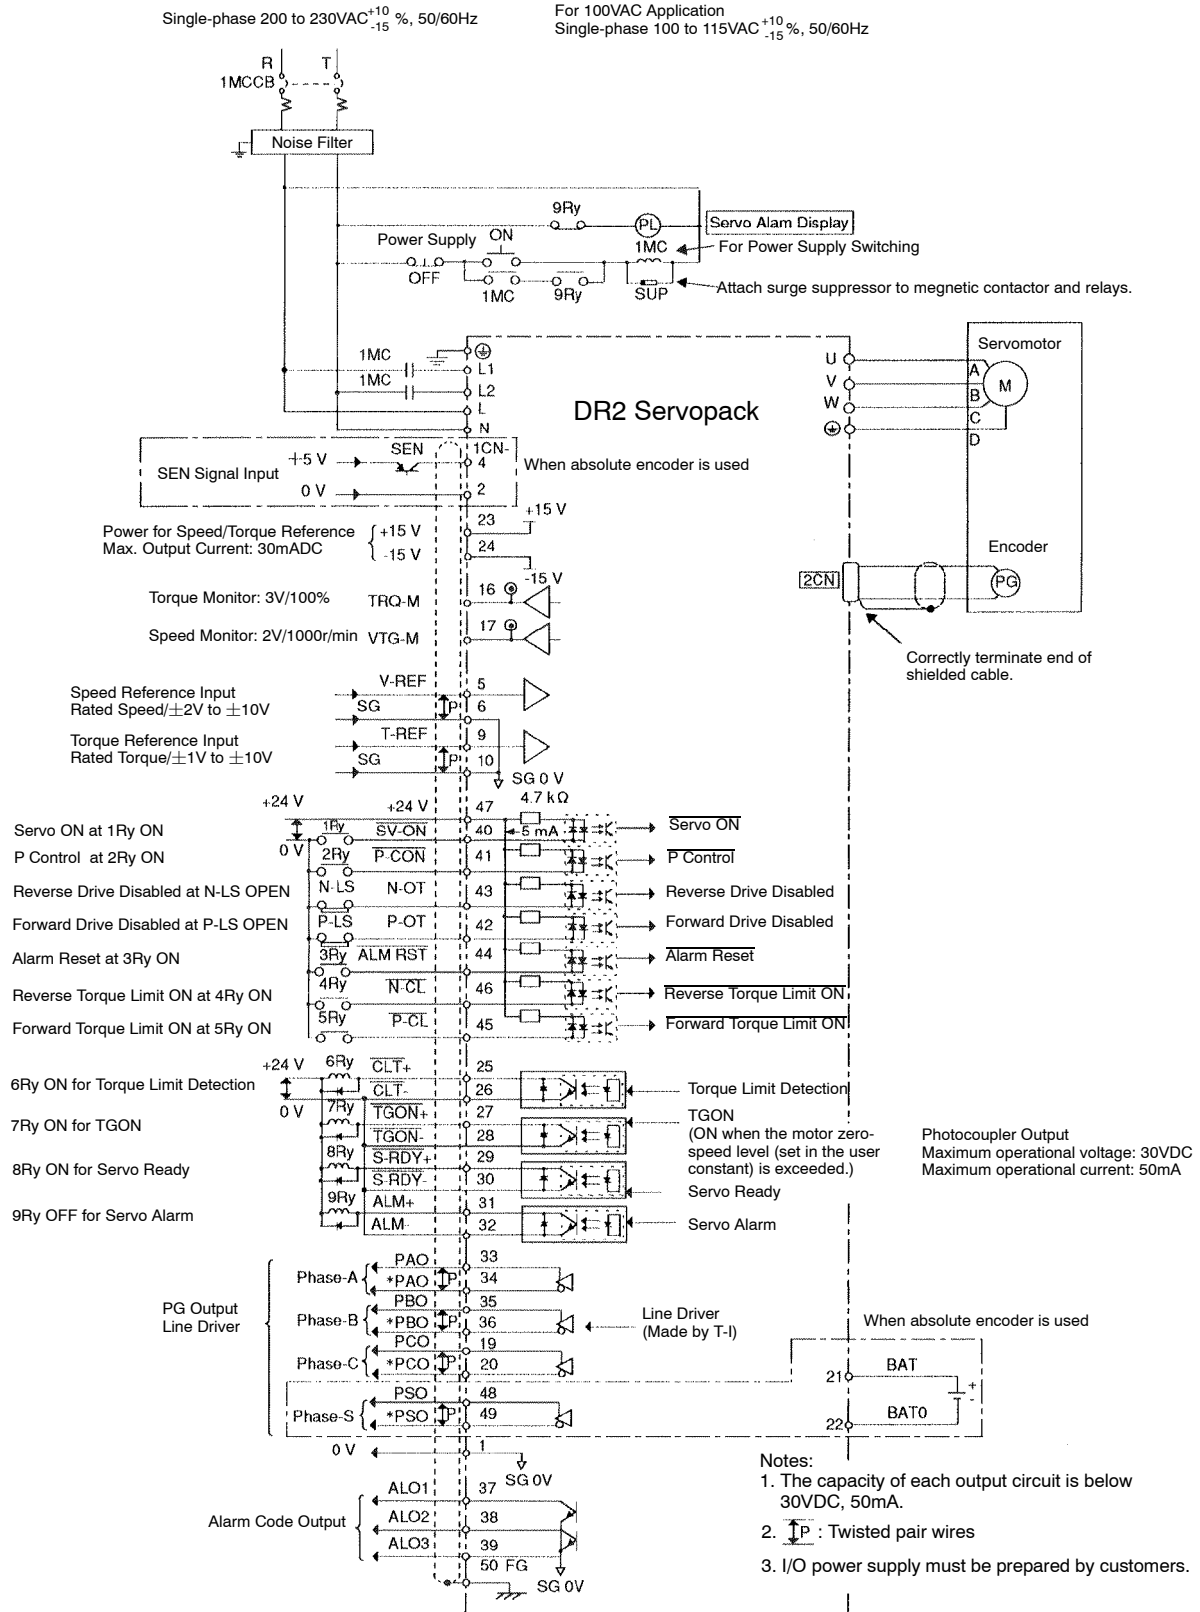 Single-phase 200 to 230VAC +10 -15 %, 50/60Hz
For 100VAC Application
Single-phase 100 to 115VAC +10 -15 %, 50/60Hz
R T
1MCCB
Noise Filter
9Ry PL Servo Alam Display
Power Supply ON 1MC For Power Supply Switching
OFF 1MC 9Ry SUP Attach surge suppressor to megnetic contactor and relays.
1MC L1
1MC L2
L
N
DR2 Servopack
U
V
W
A
B
C
D
Servomotor
M
SEN Signal Input +5 V SEN 1CN- 4 When absolute encoder is used
0 V 2
Power for Speed/Torque Reference +15 V 23 +15 V
Max. Output Current: 30mADC -15 V 24 -15 V
Encoder
2CN PG
Torque Monitor: 3V/100% TRQ-M 16
Speed Monitor: 2V/1000r/min VTG-M 17
Correctly terminate end of
shielded cable.
Speed Reference Input V-REF 5
Rated Speed/±2V to ±10V SG P 6
Torque Reference Input T-REF 9
Rated Torque/±1V to ±10V SG P 10
SG 0 V
4.7 kΩ
+24 V +24 V 47
Servo ON at 1Ry ON 1Ry SV-ON 40 5 mA Servo ON
0 V
P Control at 2Ry ON 2Ry P-CON 41 P Control
Reverse Drive Disabled at N-LS OPEN N-LS N-OT 43 Reverse Drive Disabled
Forward Drive Disabled at P-LS OPEN P-LS P-OT 42 Forward Drive Disabled
Alarm Reset at 3Ry ON 3Ry ALM RST 44 Alarm Reset
Reverse Torque Limit ON at 4Ry ON 4Ry N-CL 46 Reverse Torque Limit ON
Forward Torque Limit ON at 5Ry ON 5Ry P-CL 45 Forward Torque Limit ON
+24 V 6Ry CLT+ 25
6Ry ON for Torque Limit Detection CLT- 26 Torque Limit Detection
0 V
7Ry ON for TGON 7Ry TGON+ 27 TGON
TGON- 28 (ON when the motor zero-
speed level (set in the user
constant) is exceeded.)
8Ry ON for Servo Ready 8Ry S-RDY+ 29
S-RDY- 30 Servo Ready
9Ry OFF for Servo Alarm 9Ry ALM+ 31
ALM- 32 Servo Alarm
Photocoupler Output
Maximum operational voltage: 30VDC
Maximum operational current: 50mA
PG Output
Line Driver
Phase-A PAO 33
*PAO P 34
Phase-B PBO 35
*PBO P 36
Line Driver
(Made by T-I)
Phase-C PCO 19
*PCO P 20
Phase-S PSO 48
*PSO P 49
When absolute encoder is used
21 BAT +
-
22 BAT0
0 V 1
SG 0V
Alarm Code Output ALO1 37
ALO2 38
ALO3 39
50 FG
SG 0V
Notes:
1. The capacity of each output circuit is below
30VDC, 50mA.
2. P : Twisted pair wires
3. I/O power supply must be prepared by customers.